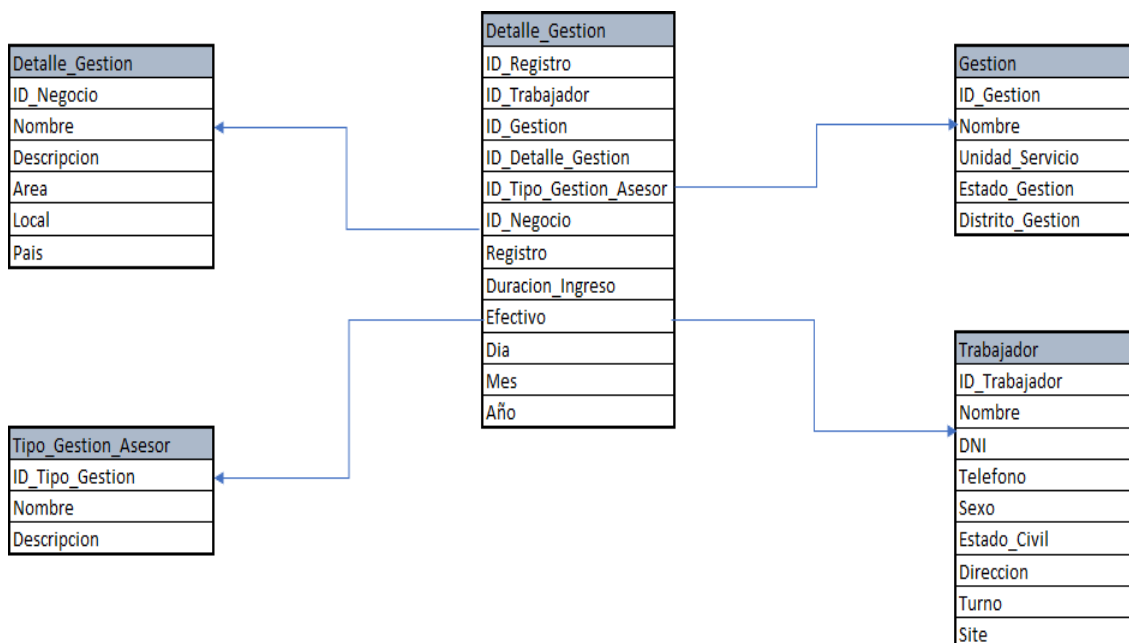 Detalle_Gestion
ID_Negocio
Nombre
Descripcion
Area
Local
Pais
Tipo_Gestion_Asesor
ID_Tipo_Gestion
Nombre
Descripcion
Detalle_Gestion
ID_Registro
ID_Trabajador
ID_Gestion
ID_Detalle_Gestion
ID_Tipo_Gestion_Asesor
ID_Negocio
Registro
Duracion_Ingreso
Efectivo
Dia
Mes
Año
Gestion
ID_Gestion
Nombre
Unidad_Servicio
Estado_Gestion
Distrito_Gestion
Trabajador
ID_Trabajador
Nombre
DNI
Telefono
Sexo
Estado_Civil
Direccion
Turno
Site